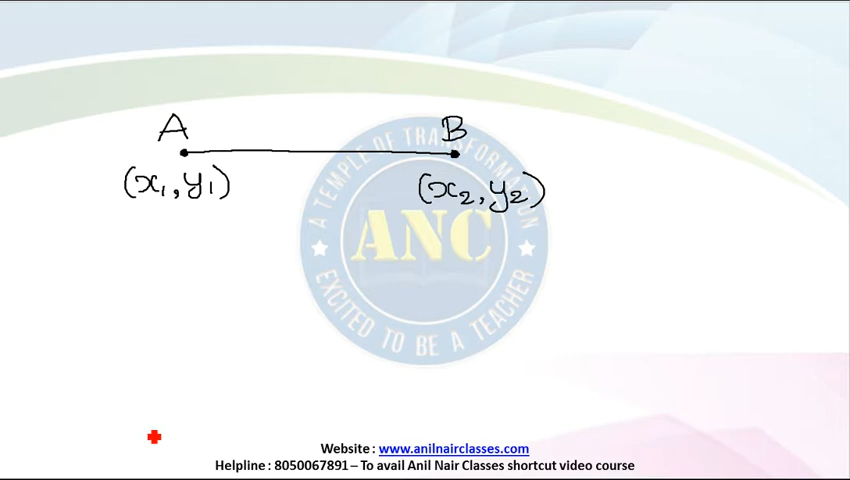 A B
(x₁,y₁) (x₂,y₂)
A TEMPLE OF TRANSFORMATION
ANC
EXCITED TO BE A TEACHER
Website : www.anilnairclasses.com
Helpline : 8050067891 – To avail Anil Nair Classes shortcut video course